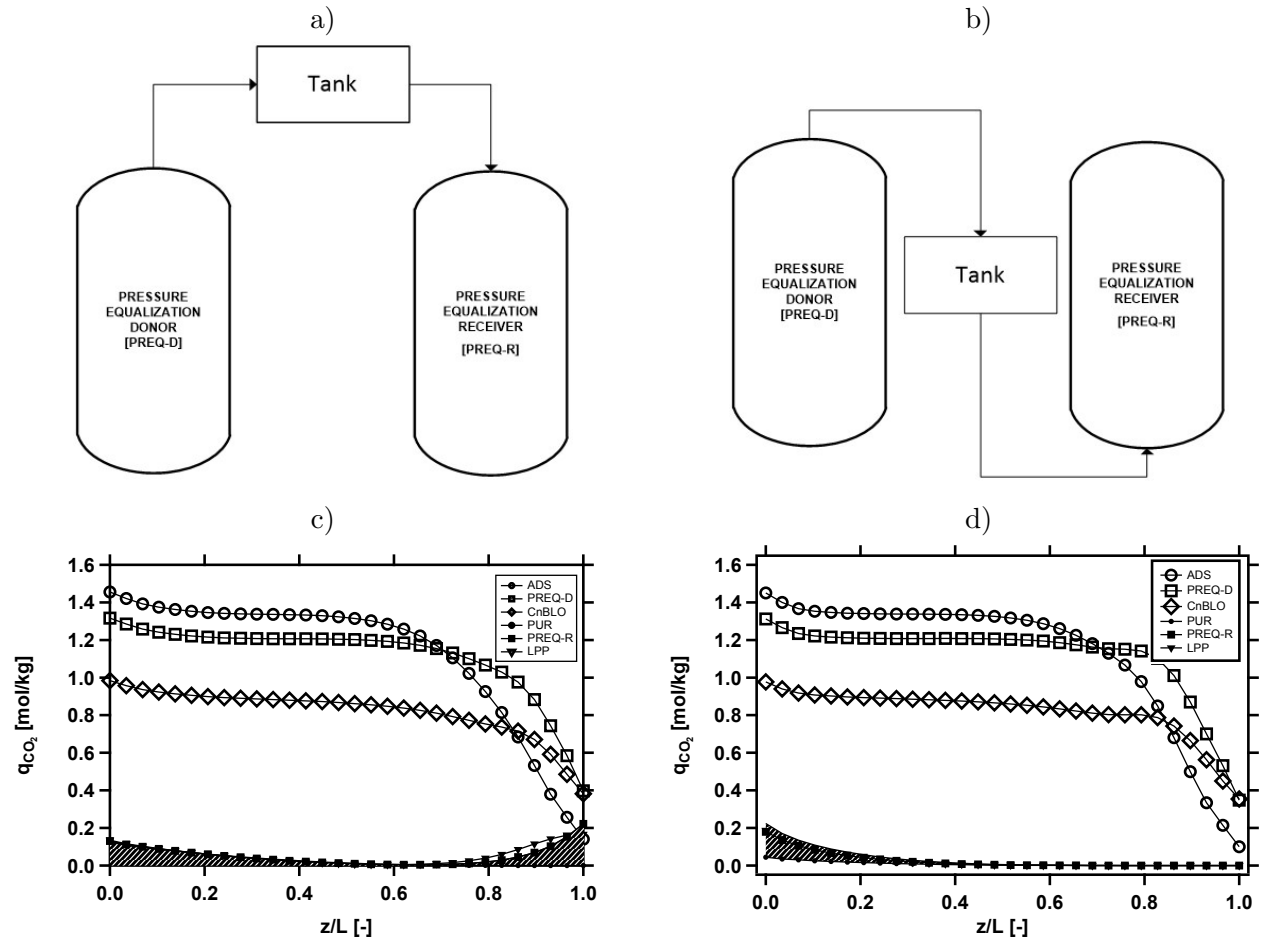 a)
b)
Tank
PRESSURE
EQUALIZATION
DONOR
[PREQ-D]
PRESSURE
EQUALIZATION
RECEIVER
[PREQ-R]
PRESSURE
EQUALIZATION
DONOR
[PREQ-D]
Tank
PRESSURE
EQUALIZATION
RECEIVER
[PREQ-R]
c)
d)
1.6
1.4
1.2
1.0
0.8
0.6
0.4
0.2
0.0
qCO2 [mol/kg]
ADS
PREQ-D
CnBLO
PUR
PREQ-R
LPP
0.0 0.2 0.4 0.6 0.8 1.0
z/L [-]
1.6
1.4
1.2
1.0
0.8
0.6
0.4
0.2
0.0
qCO2 [mol/kg]
ADS
PREQ-D
CnBLO
PUR
PREQ-R
LPP
0.0 0.2 0.4 0.6 0.8 1.0
z/L [-]